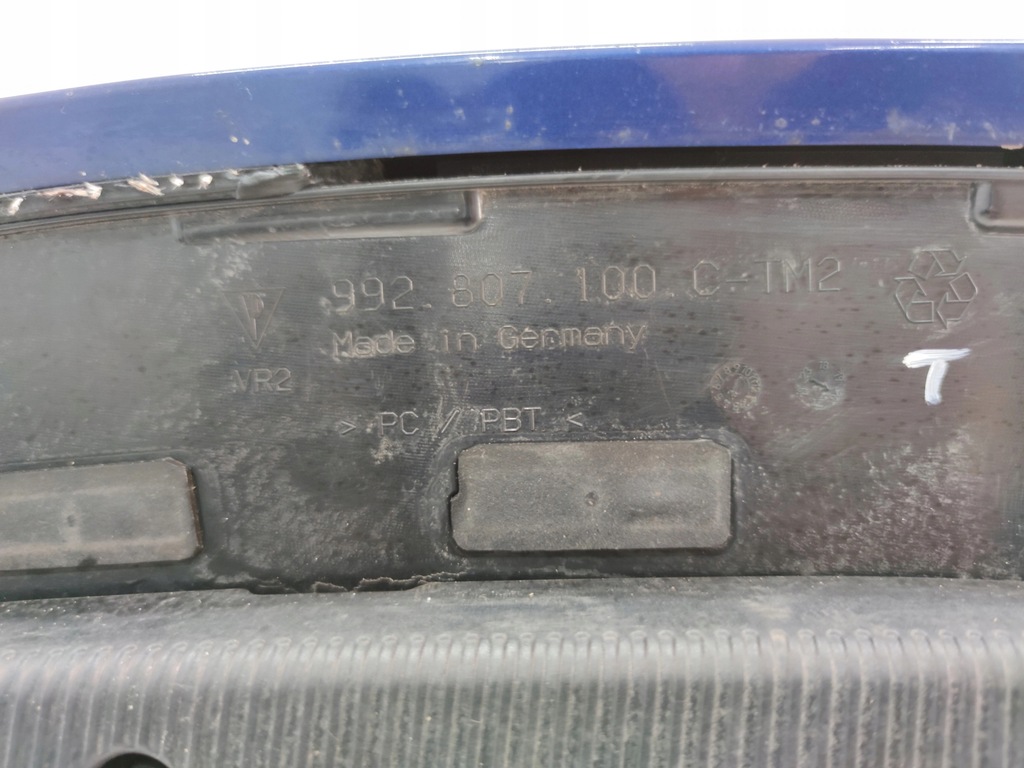 992.807.100.C-TM2
Made in Germany
VR2
> PC / PBT <
T